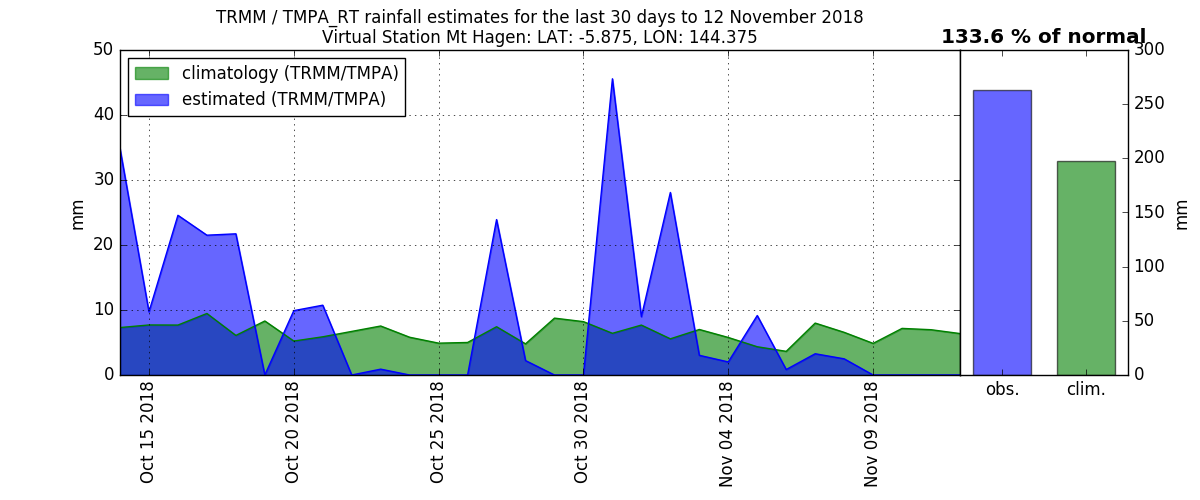 TRMM / TMPA_RT rainfall estimates for the last 30 days to 12 November 2018
Virtual Station Mt Hagen: LAT: -5.875, LON: 144.375
133.6 % of normal
climatology (TRMM/TMPA)
estimated (TRMM/TMPA)
50
40
30
20
10
0
mm
Oct 15 2018
Oct 20 2018
Oct 25 2018
Oct 30 2018
Nov 04 2018
Nov 09 2018
300
250
200
150
100
50
0
mm
obs.
clim.